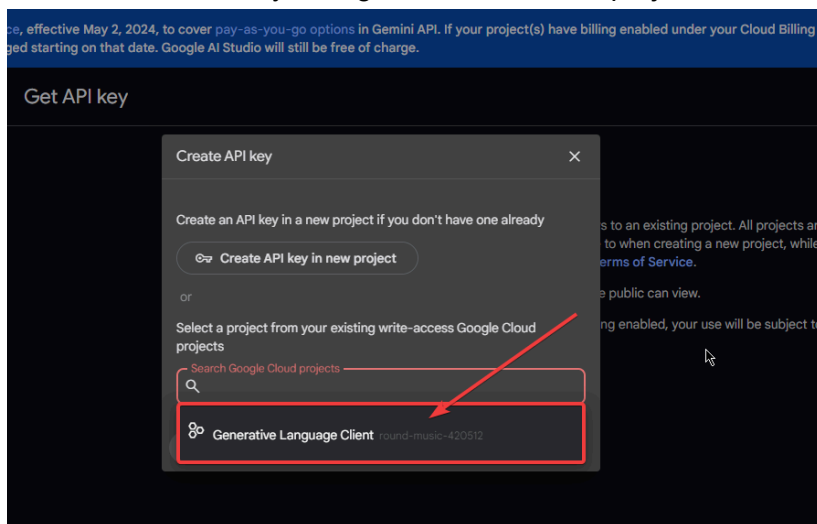 ce, effective May 2, 2024, to cover pay-as-you-go options in Gemini API. If your project(s) have billing enabled under your Cloud Billing
ged starting on that date. Google AI Studio will still be free of charge.
Get API key
Create API key
Create an API key in a new project if you don't have one already
Create API key in new project
or
Select a project from your existing write-access Google Cloud
projects
Search Google Cloud projects
Generative Language Client round-music-420512
s to an existing project. All projects ar
to when creating a new project, while
erms of Service.
e public can view.
ng enabled, your use will be subject to